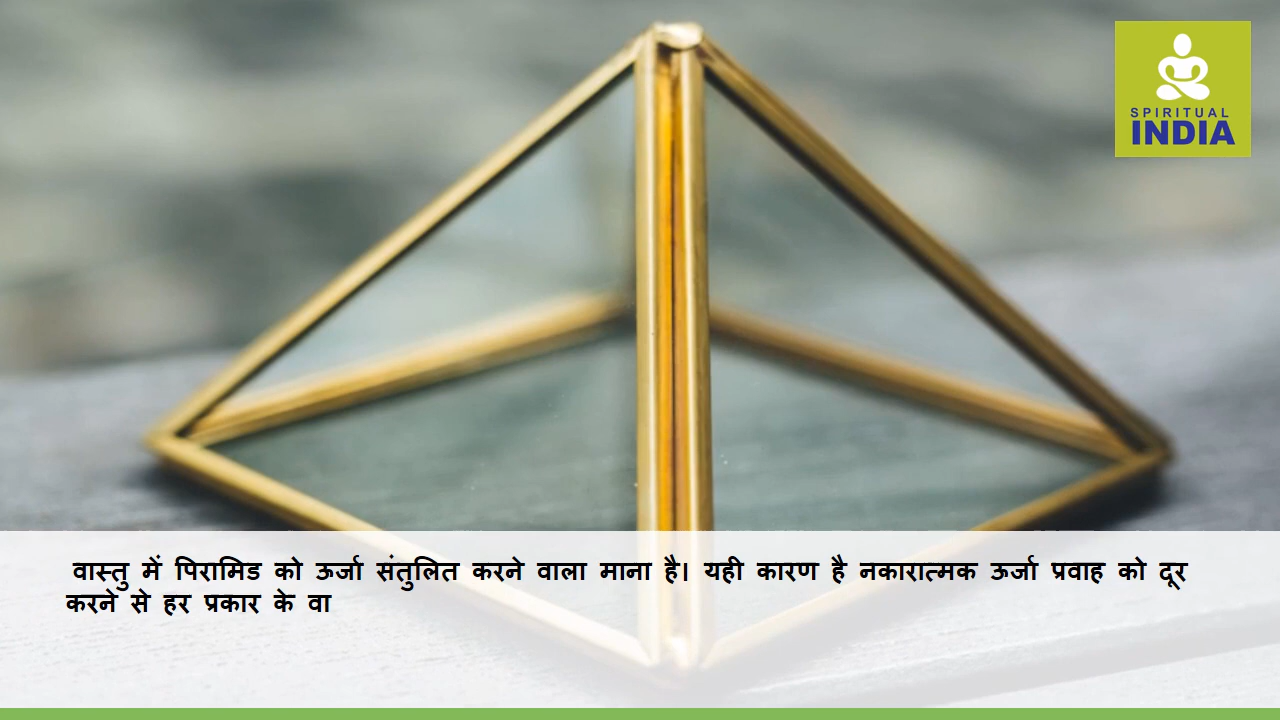 SPIRITUAL
INDIA
वास्तु में पिरामिड को ऊर्जा संतुलित करने वाला माना है। यही कारण है नकारात्मक ऊर्जा प्रवाह को दूर
करने से हर प्रकार के वा